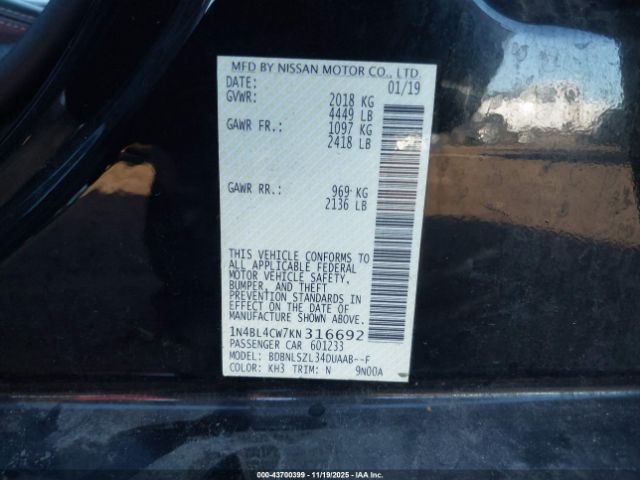 MFD BY NISSAN MOTOR CO., LTD.
DATE: 01/19
GVWR: 2018 KG
4449 LB
GAWR FR.: 1097 KG
2418 LB
GAWR RR.: 969 KG
2136 LB
THIS VEHICLE CONFORMS TO
ALL APPLICABLE FEDERAL
MOTOR VEHICLE SAFETY,
BUMPER, AND THEFT
PREVENTION STANDARDS IN
EFFECT ON THE DATE OF
MANUFACTURE SHOWN ABOVE.
1N4BL4CW7KN316692
PASSENGER CAR 601233
MODEL: BDBNLSZL34DUAAB--F
COLOR: KH3 TRIM: N 9N00A
© IAA 00-43700399 - 11/19/2025 - IAAI.COM